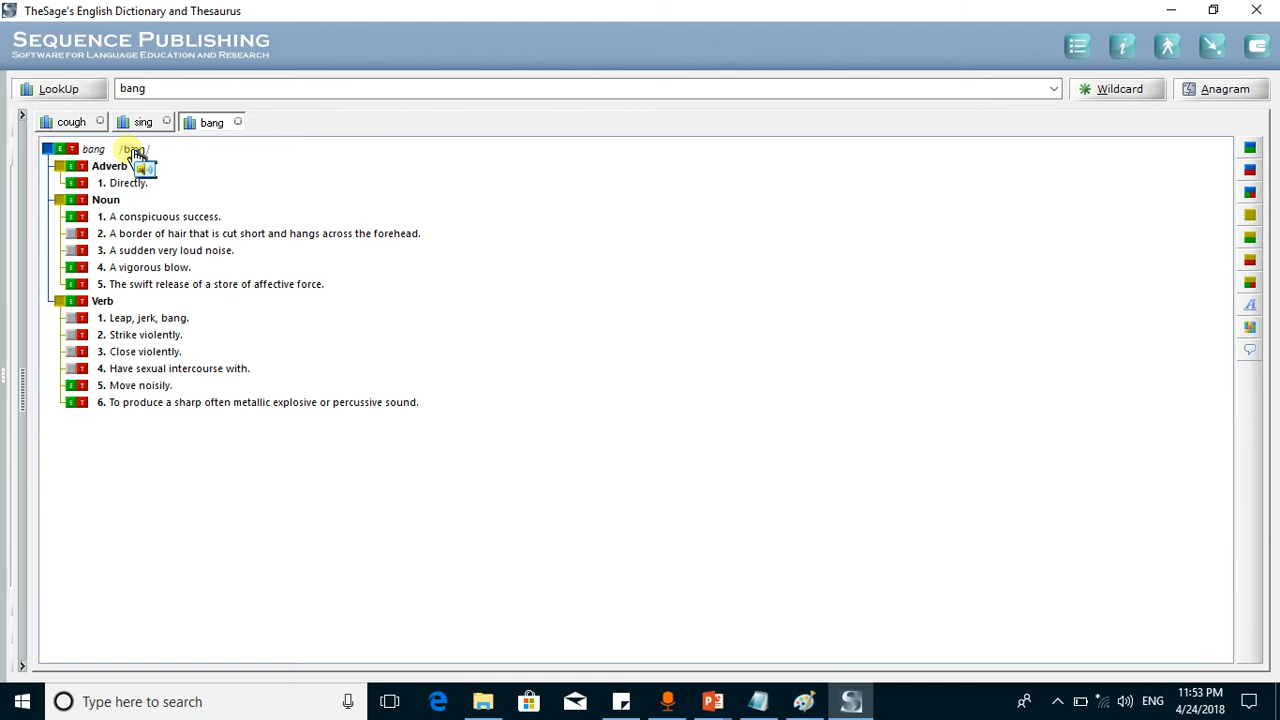 TheSage's English Dictionary and Thesaurus
SEQUENCE PUBLISHING
SOFTWARE FOR LANGUAGE EDUCATION AND RESEARCH
LookUp bang Wildcard Anagram
cough sing bang
E T bang
E T Adverb
E T 1. Directly.
E T Noun
E T 1. A conspicuous success.
T 2. A border of hair that is cut short and hangs across the forehead.
T 3. A sudden very loud noise.
E T 4. A vigorous blow.
E T 5. The swift release of a store of affective force.
E T Verb
T 1. Leap, jerk, bang.
T 2. Strike violently.
T 3. Close violently.
T 4. Have sexual intercourse with.
E T 5. Move noisily.
E T 6. To produce a sharp often metallic explosive or percussive sound.
Type here to search
ENG
11:53 PM
4/24/2018